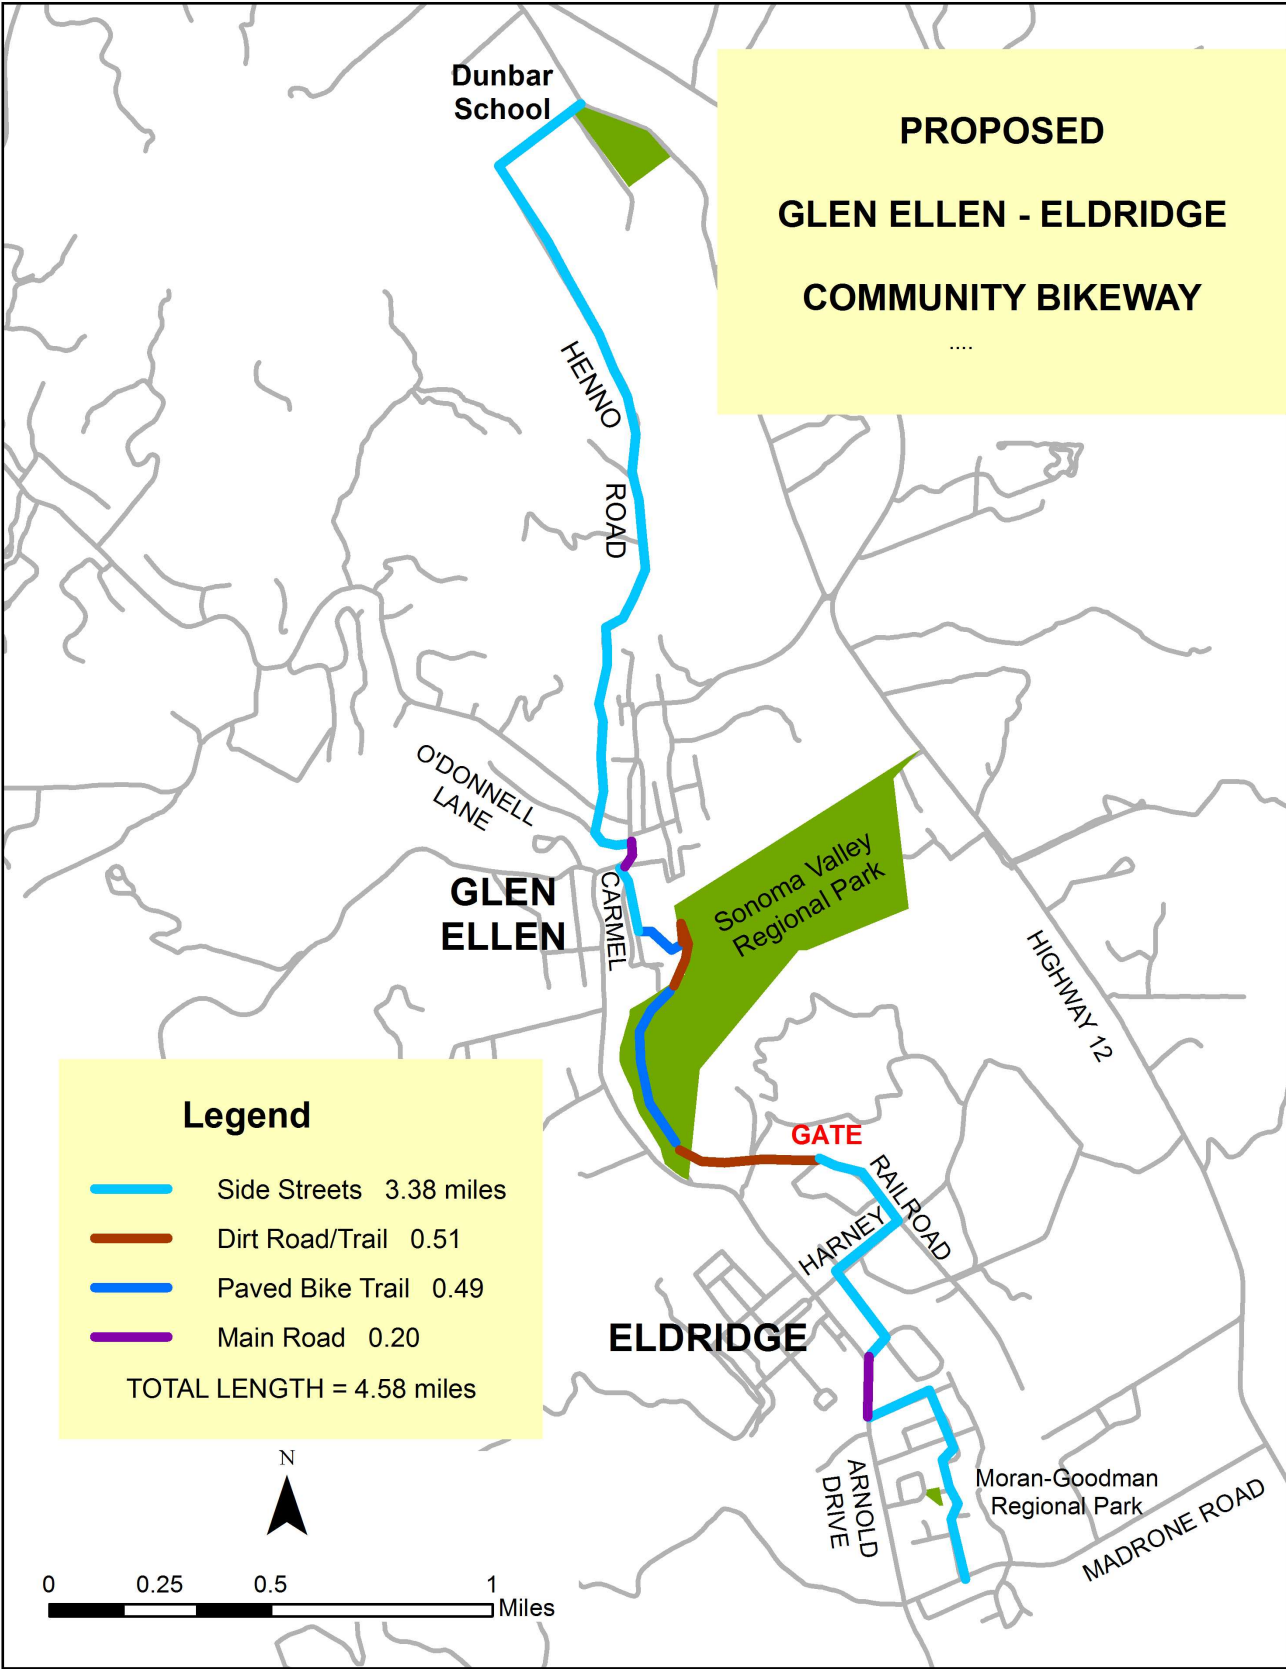 Dunbar
School
PROPOSED
GLEN ELLEN - ELDRIDGE
COMMUNITY BIKEWAY
....
HENNO
ROAD
O'DONNELL
LANE
GLEN
ELLEN
CARMEL
Sonoma Valley
Regional Park
HIGHWAY 12
GATE
RAILROAD
HARNEY
ELDRIDGE
ARNOLD
DRIVE
Moran-Goodman
Regional Park
MADRONE ROAD
Legend
Side Streets 3.38 miles
Dirt Road/Trail 0.51
Paved Bike Trail 0.49
Main Road 0.20
TOTAL LENGTH = 4.58 miles
N
0 0.25 0.5 1
Miles